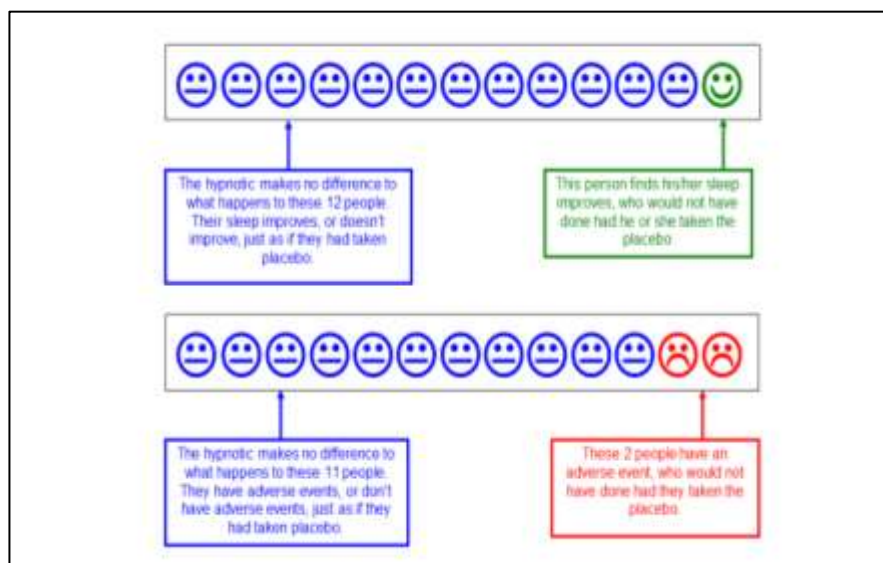 The hypnotic makes no difference to
what happens to these 12 people.
Their sleep improves, or doesn't
improve, just as if they had taken
placebo.
This person finds his/her sleep
improves, who would not have
done had he or she taken the
placebo
The hypnotic makes no difference to
what happens to these 11 people.
They have adverse events, or don't
have adverse events, just as if they
had taken placebo.
These 2 people have an
adverse event, who would not
have done had they taken the
placebo.